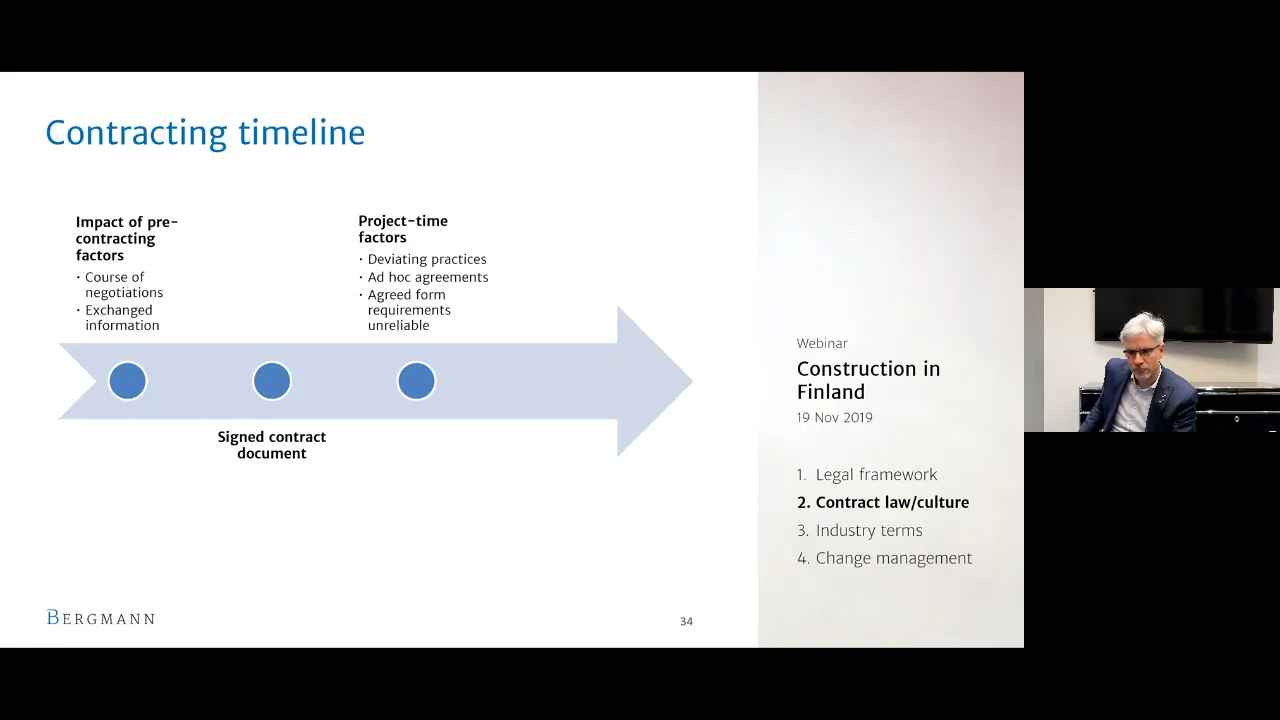 Contracting timeline
Impact of pre-
contracting
factors
· Course of
negotiations
· Exchanged
information
Project-time
factors
· Deviating practices
· Ad hoc agreements
· Agreed form
requirements
unreliable
Signed contract
document
BERGMANN
34
Webinar
Construction in
Finland
19 Nov 2019
1. Legal framework
2. Contract law/culture
3. Industry terms
4. Change management